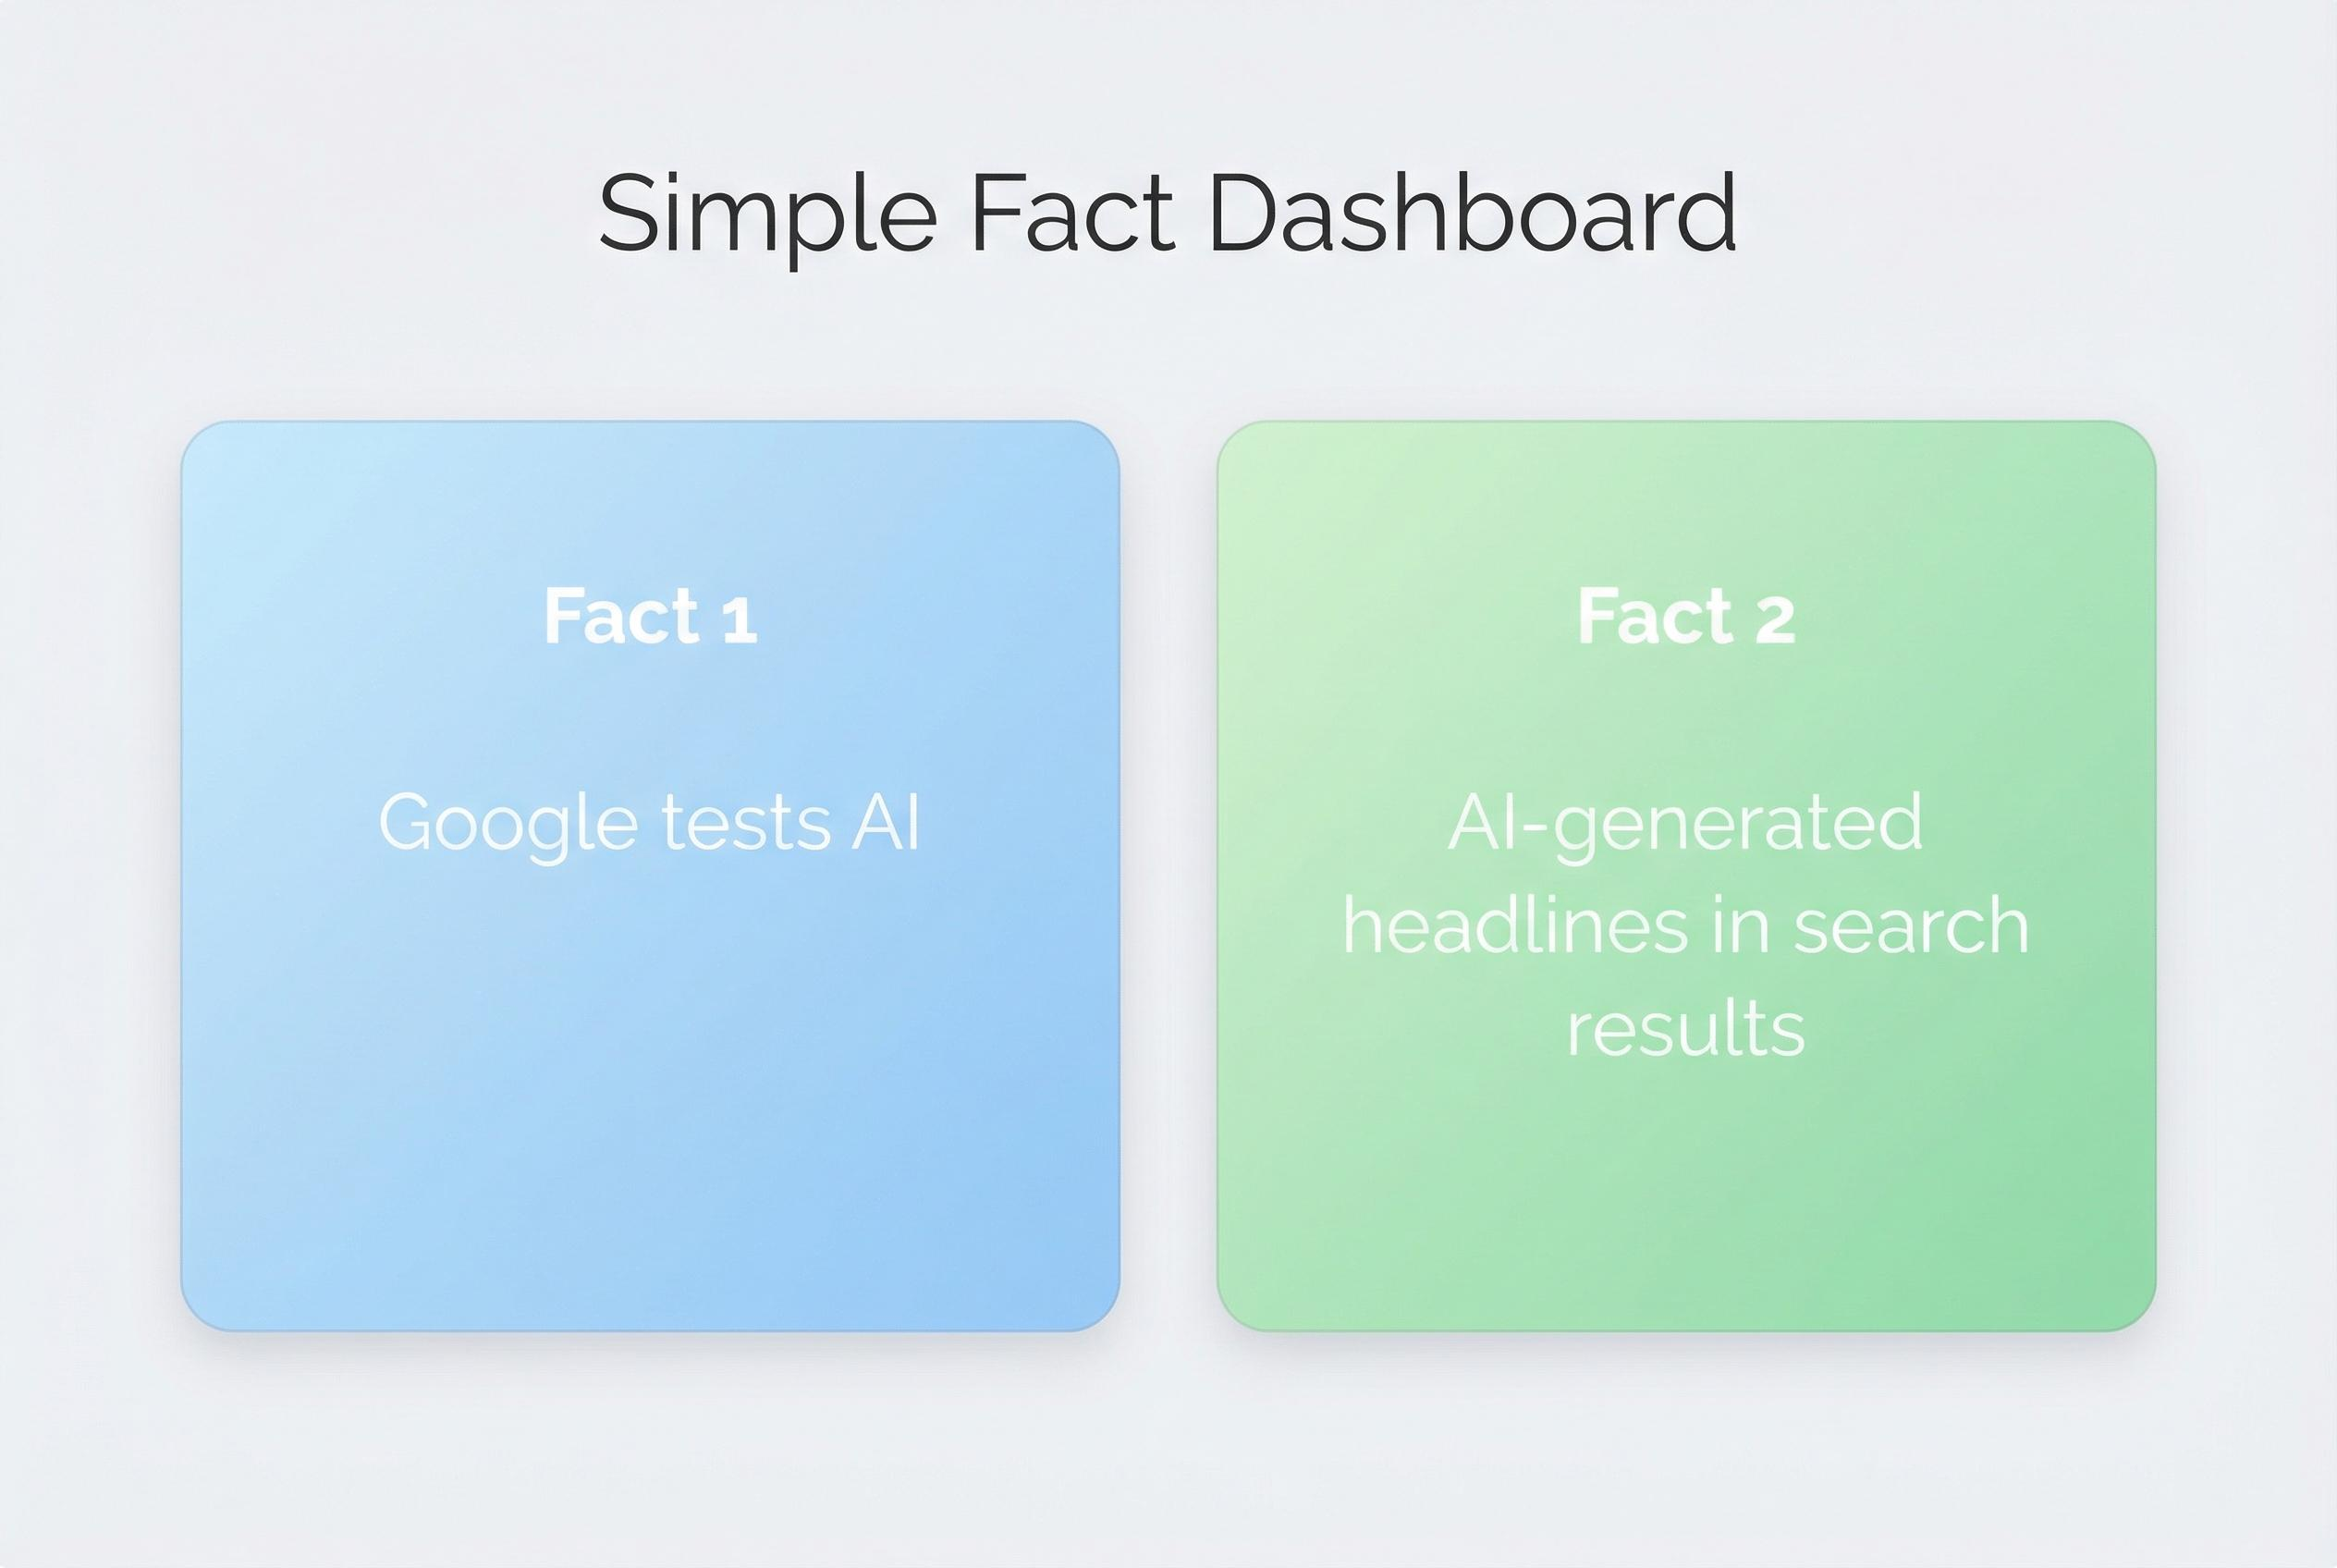 Simple Fact Dashboard
Fact 1
Google tests AI
Fact 2
AI-generated
headlines in search
results